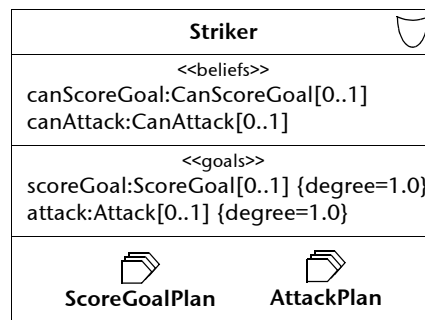 Striker
<<beliefs>>
canScoreGoal:CanScoreGoal[0..1]
canAttack:CanAttack[0..1]
<<goals>>
scoreGoal:ScoreGoal[0..1] {degree=1.0}
attack:Attack[0..1] {degree=1.0}
ScoreGoalPlan AttackPlan